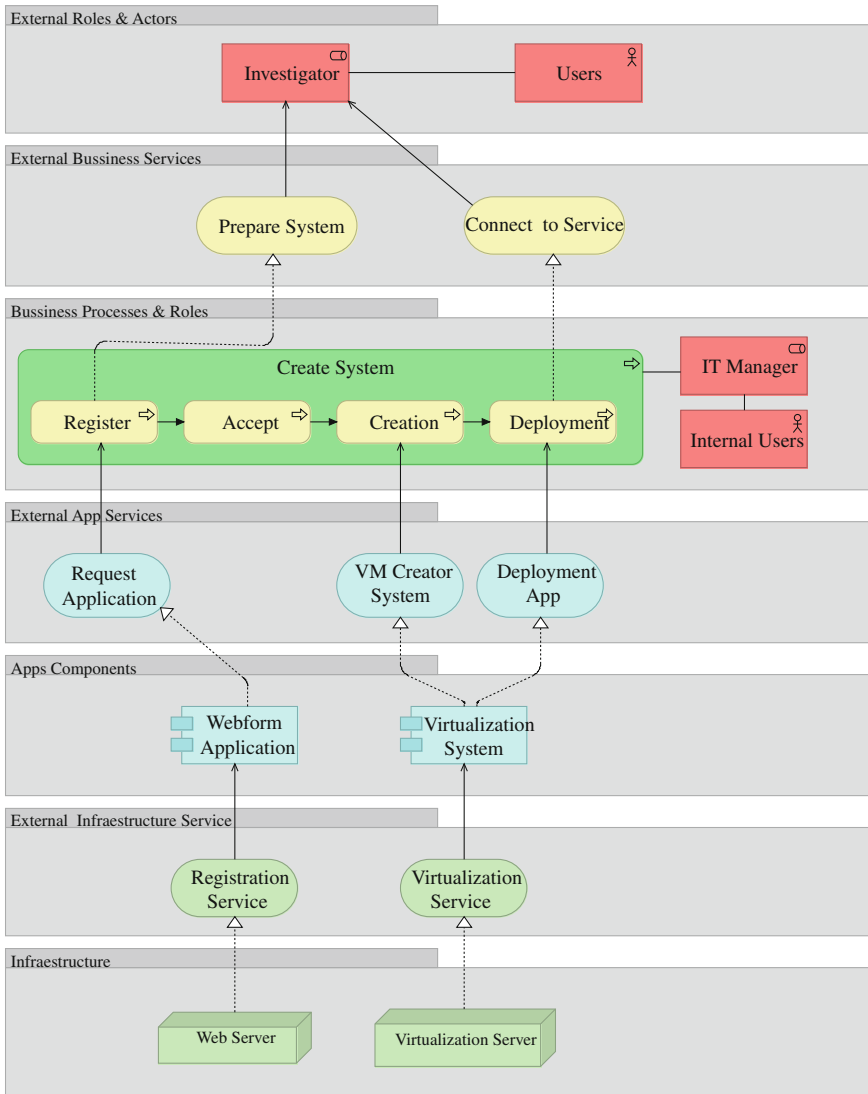 External Roles & Actors
Investigator
Users
External Bussiness Services
Prepare System
Connect to Service
Bussiness Processes & Roles
Create System
IT Manager
Register
Accept
Creation
Deployment
Internal Users
External App Services
Request
Application
VM Creator
System
Deployment
App
Apps Components
Webform
Application
Virtualization
System
External Infraestructure Service
Registration
Service
Virtualization
Service
Infraestructure
Web Server
Virtualization Server